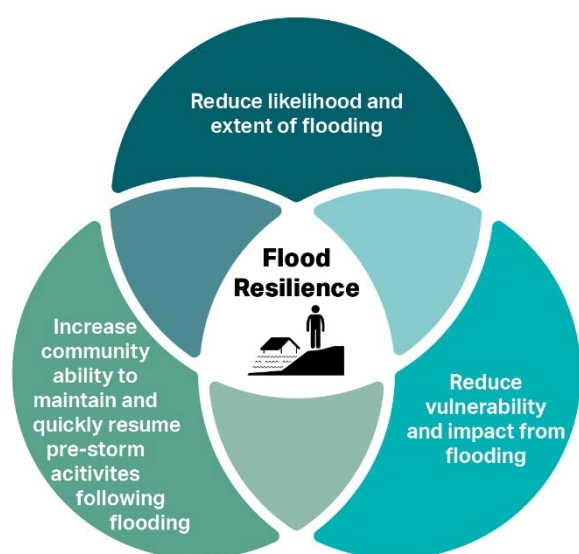 Reduce likelihood and
extent of flooding
Flood
Resilience
Increase
community
ability to
maintain and
quickly resume
pre-storm
acitivites
following
flooding
Reduce
vulnerability
and impact from
flooding